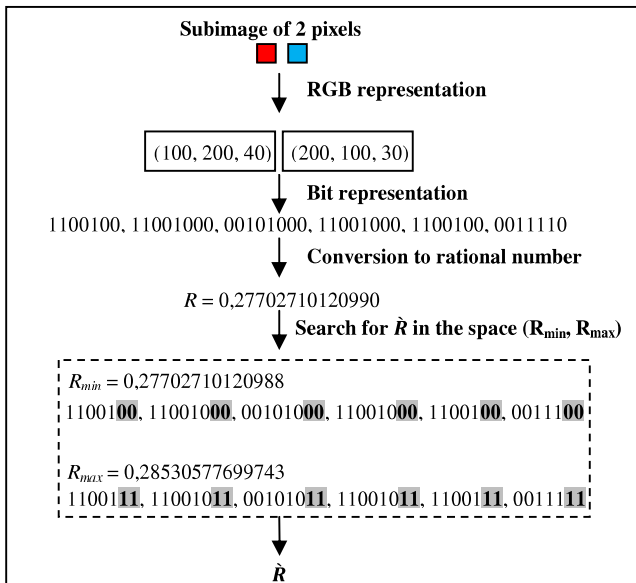 Subimage of 2 pixels
RGB representation
(100, 200, 40) (200, 100, 30)
Bit representation
1100100, 11001000, 00101000, 11001000, 1100100, 0011110
Conversion to rational number
R = 0,27702710120990
Search for R̀ in the space (Rmin, Rmax)
Rmin = 0,27702710120988
1100100, 11001000, 00101000, 11001000, 1100100, 0011100
Rmax = 0,28530577699743
1100111, 11001011, 00101011, 11001011, 1100111, 0011111
R̀